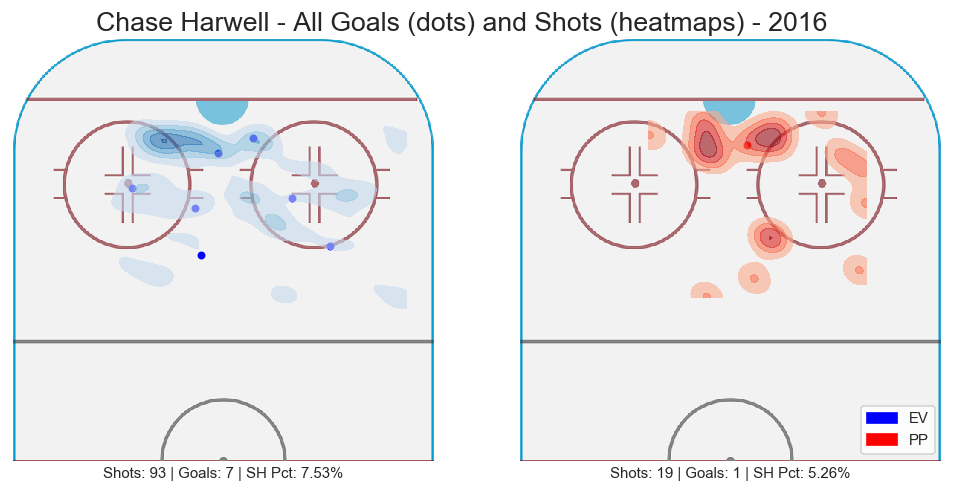 Chase Harwell - All Goals (dots) and Shots (heatmaps) - 2016
EV
PP
Shots: 93 | Goals: 7 | SH Pct: 7.53%
Shots: 19 | Goals: 1 | SH Pct: 5.26%